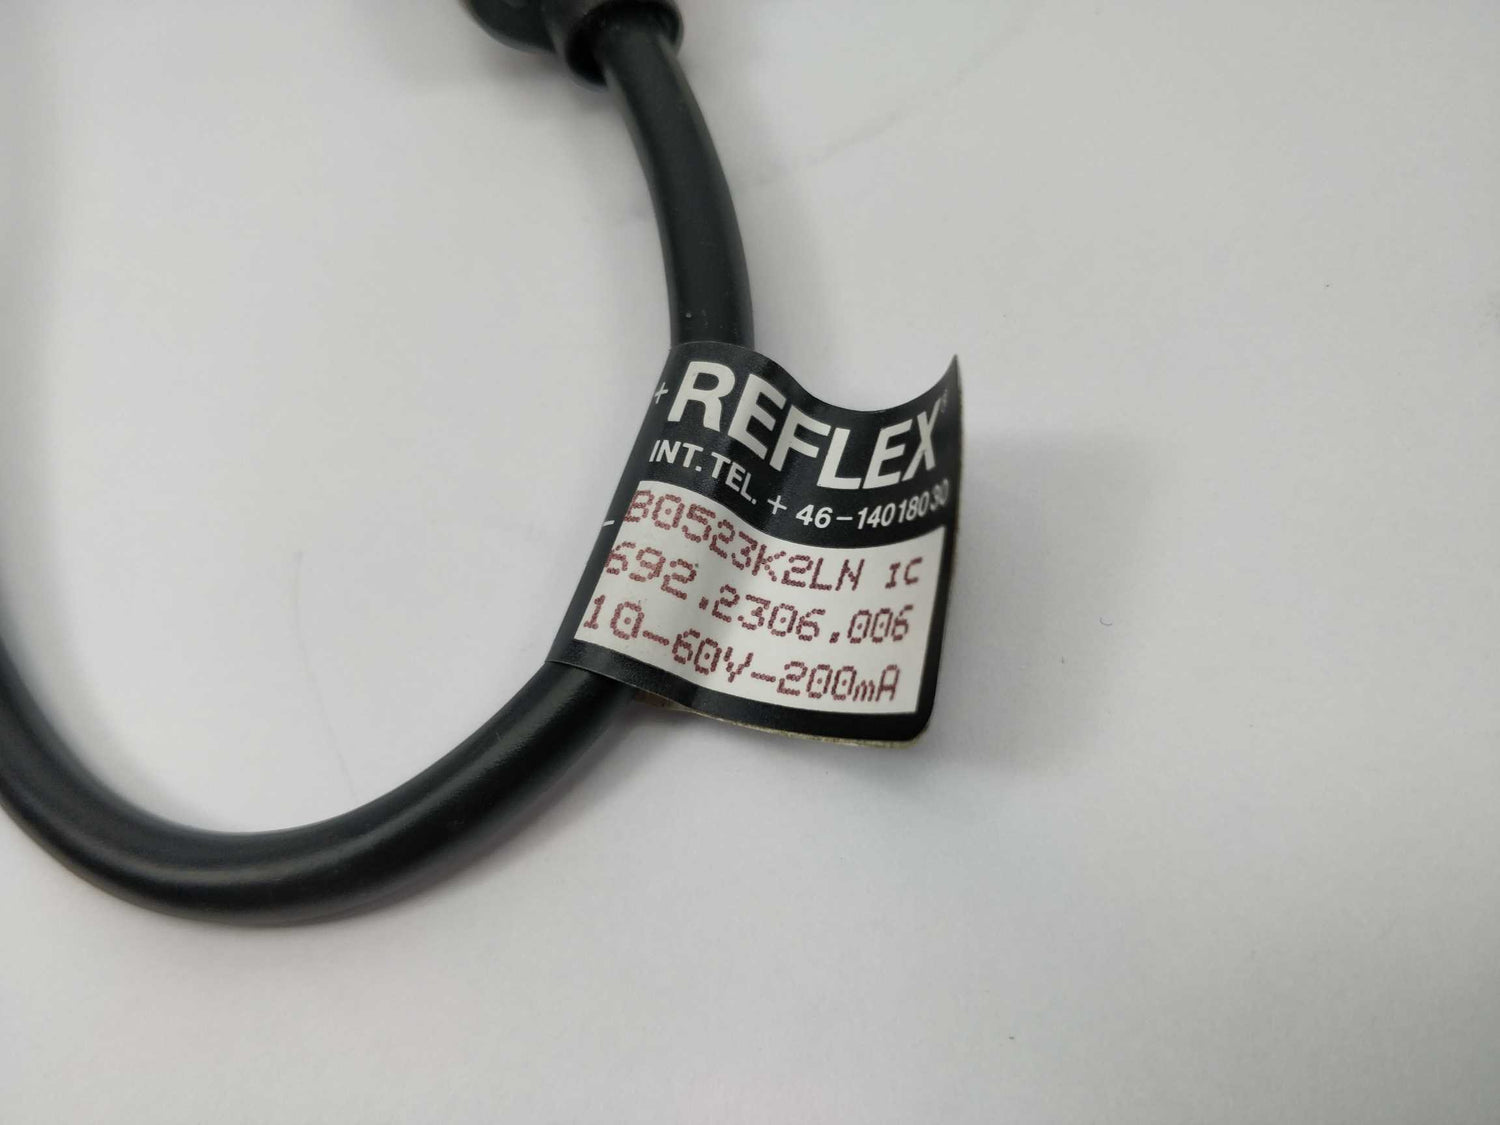 + REFLEX®
INT. TEL. + 46-14018030
B0523K2LN IC
692.2306.006
10-60V-200mA